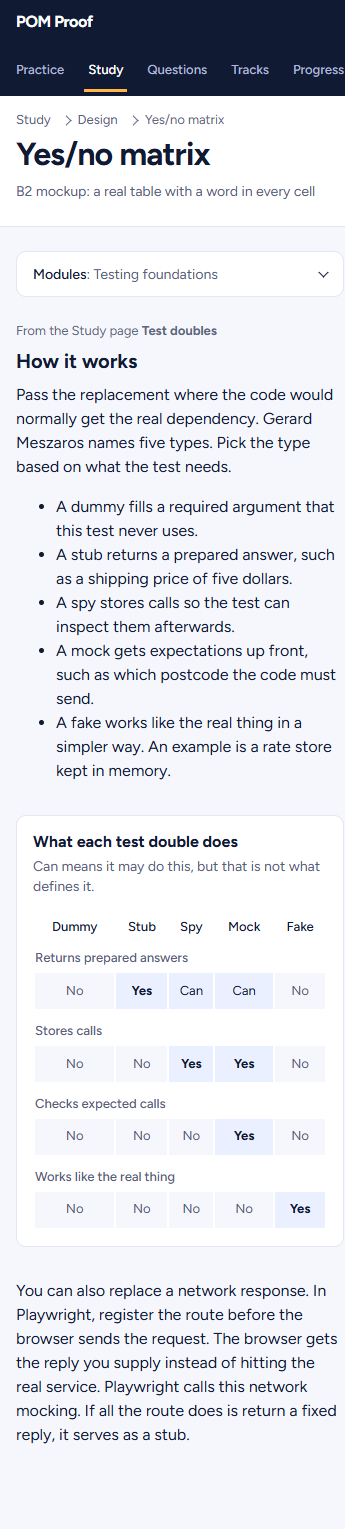 POM Proof
Practice Study Questions Tracks Progress
Study > Design > Yes/no matrix
Yes/no matrix
B2 mockup: a real table with a word in every cell
Modules: Testing foundations
From the Study page Test doubles
How it works
Pass the replacement where the code would
normally get the real dependency. Gerard
Meszaros names five types. Pick the type
based on what the test needs.
• A dummy fills a required argument that
this test never uses.
• A stub returns a prepared answer, such
as a shipping price of five dollars.
• A spy stores calls so the test can
inspect them afterwards.
• A mock gets expectations up front,
such as which postcode the code must
send.
• A fake works like the real thing in a
simpler way. An example is a rate store
kept in memory.
What each test double does
Can means it may do this, but that is not what
defines it.
Dummy Stub Spy Mock Fake
Returns prepared answers
No Yes Can Can No
Stores calls
No No Yes Yes No
Checks expected calls
No No No Yes No
Works like the real thing
No No No No Yes
You can also replace a network response. In
Playwright, register the route before the
browser sends the request. The browser gets
the reply you supply instead of hitting the
real service. Playwright calls this network
mocking. If all the route does is return a fixed
reply, it serves as a stub.